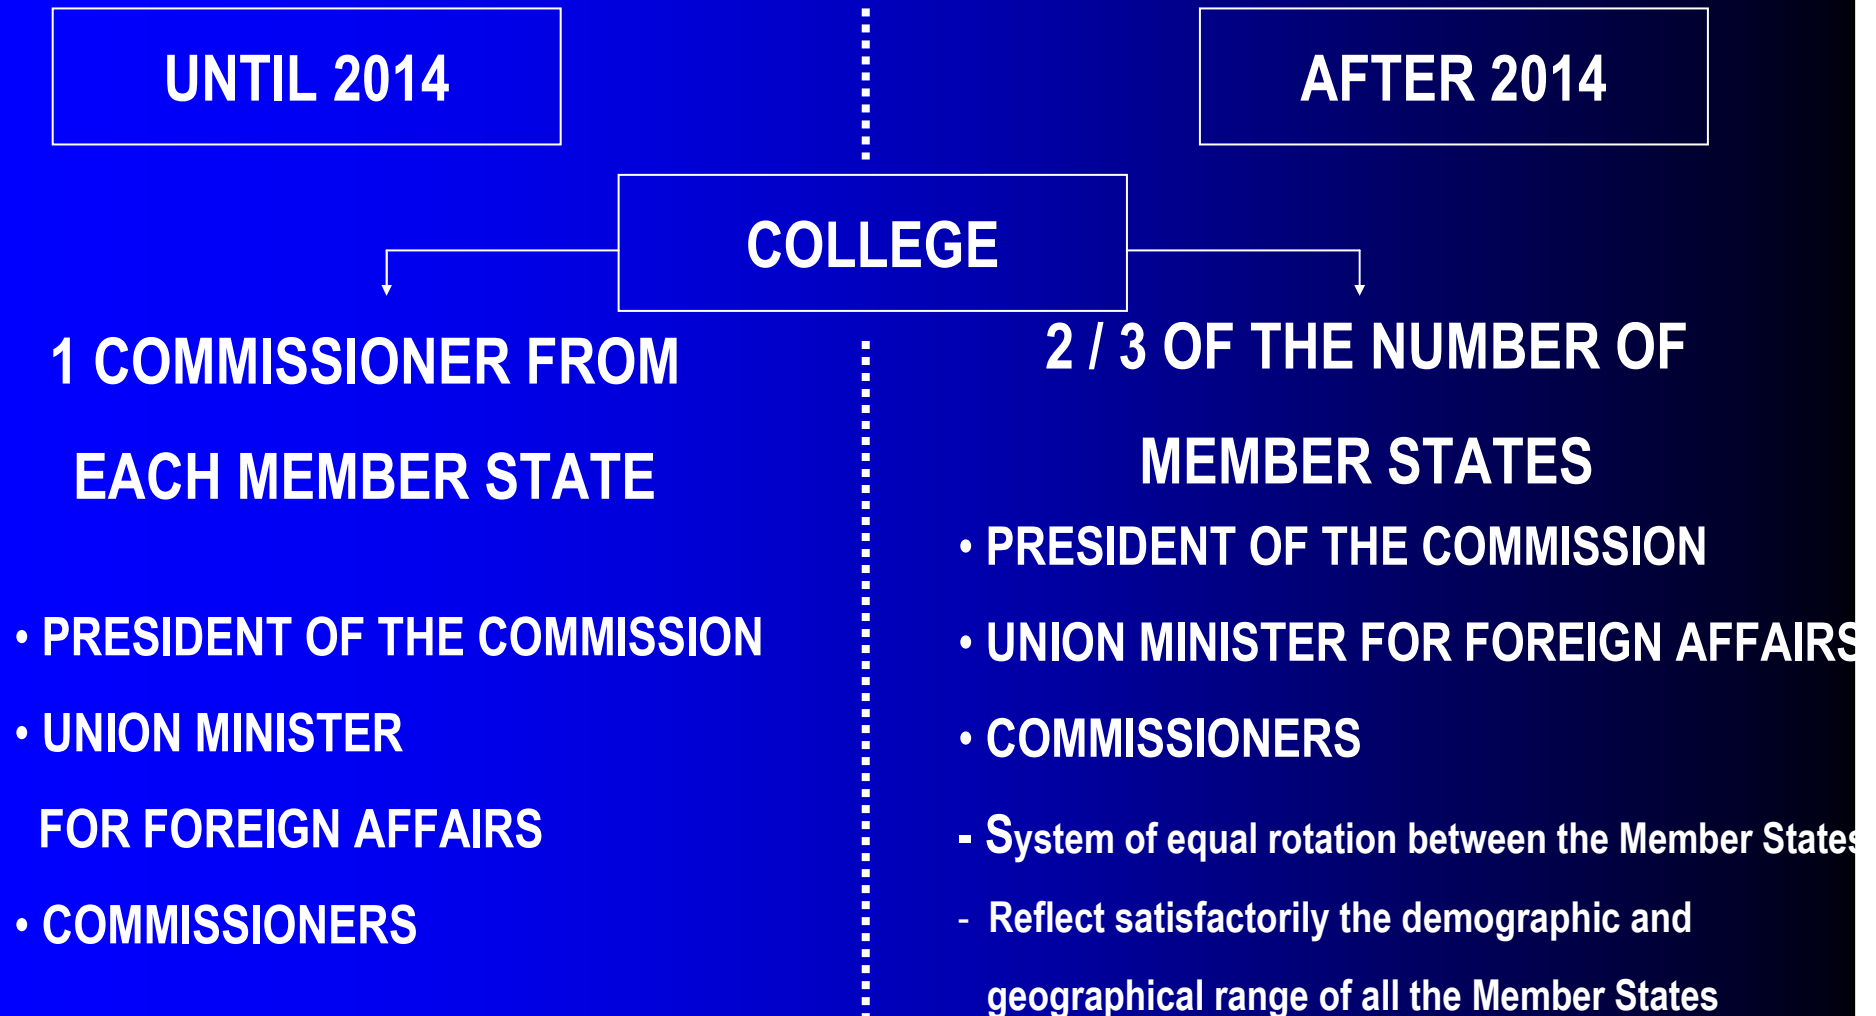 UNTIL 2014
AFTER 2014
COLLEGE
1 COMMISSIONER FROM
EACH MEMBER STATE
• PRESIDENT OF THE COMMISSION
• UNION MINISTER
FOR FOREIGN AFFAIRS
• COMMISSIONERS
2 / 3 OF THE NUMBER OF
MEMBER STATES
• PRESIDENT OF THE COMMISSION
• UNION MINISTER FOR FOREIGN AFFAIRS
• COMMISSIONERS
- System of equal rotation between the Member States
- Reflect satisfactorily the demographic and
geographical range of all the Member States